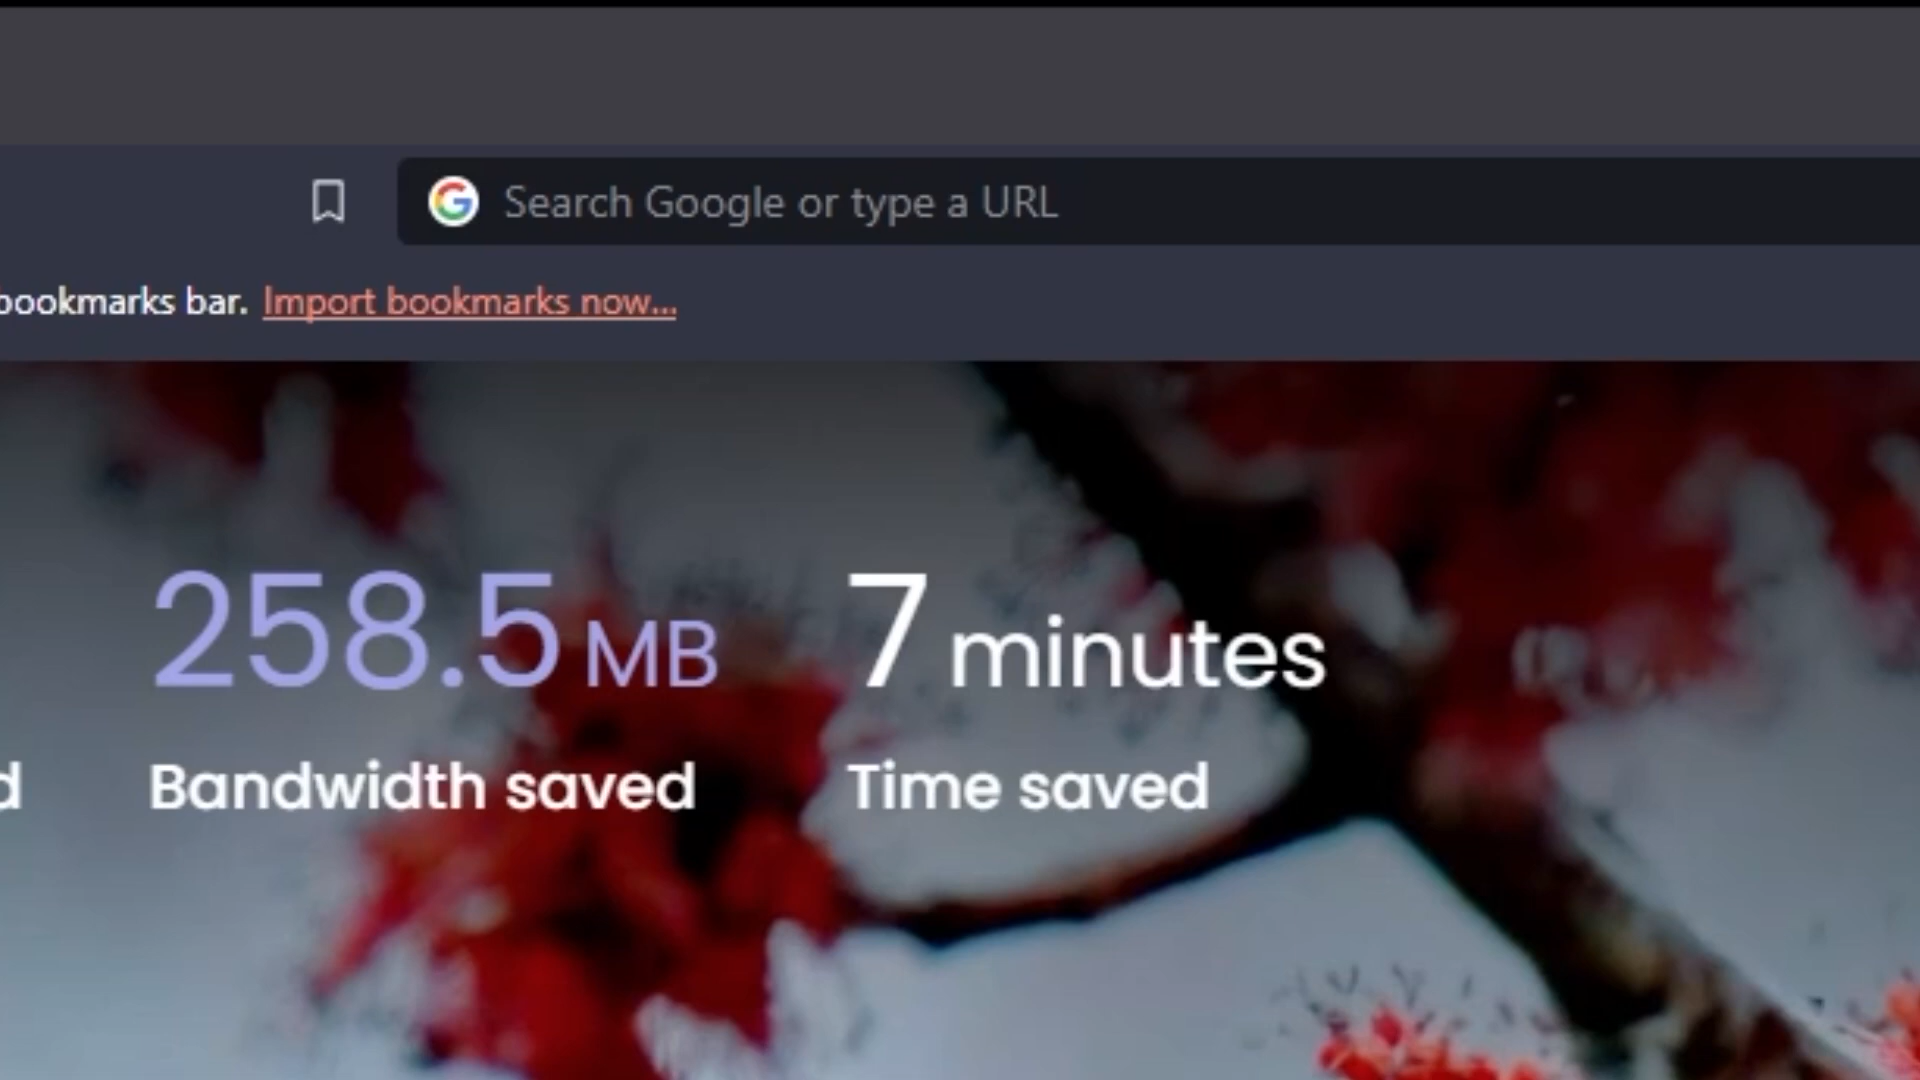 Search Google or type a URL
bookmarks bar. Import bookmarks now...
258.5 MB
7 minutes
Bandwidth saved
Time saved